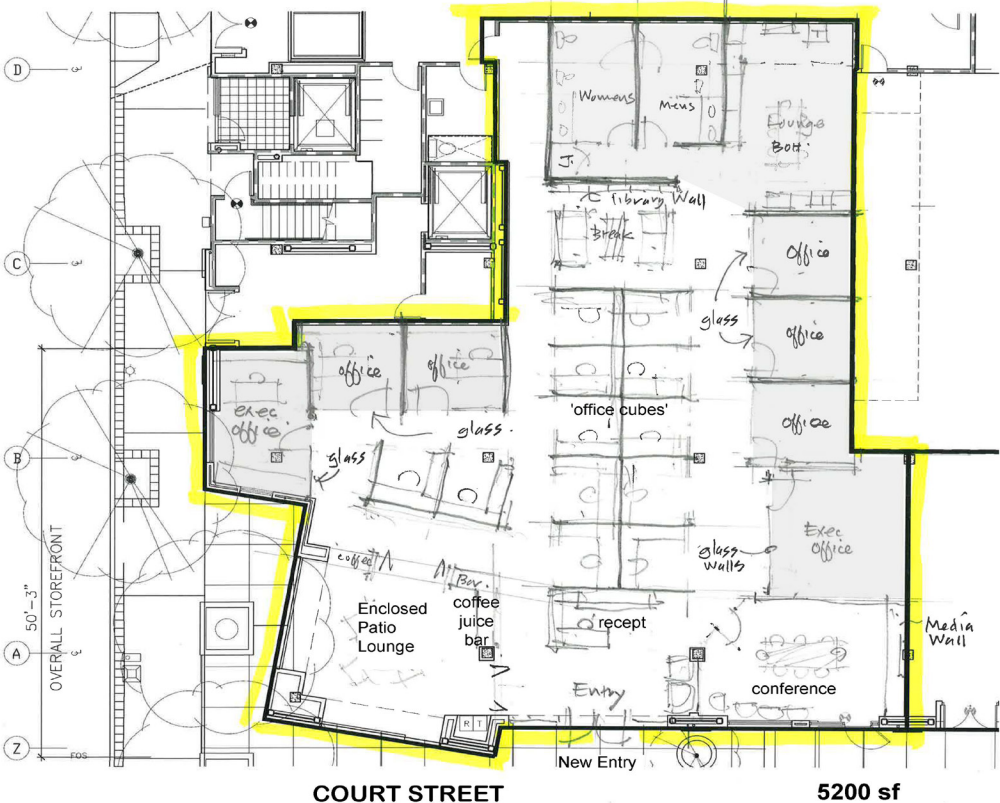 D
Womens
Mens
Lounge
J.
library Wall
Break
C
Office
glass
Office
office
office
exec
office
'office cubes'
Office
glass.
B
glass
Exec
Office
glass
walls
coffee
Bar.
50'-3"
OVERALL STOREFRONT
Enclosed
Patio
Lounge
coffee
juice
bar
recept
Media
Wall
A
conference
Entry
R T
Z
FOS
New Entry
COURT STREET
5200 sf